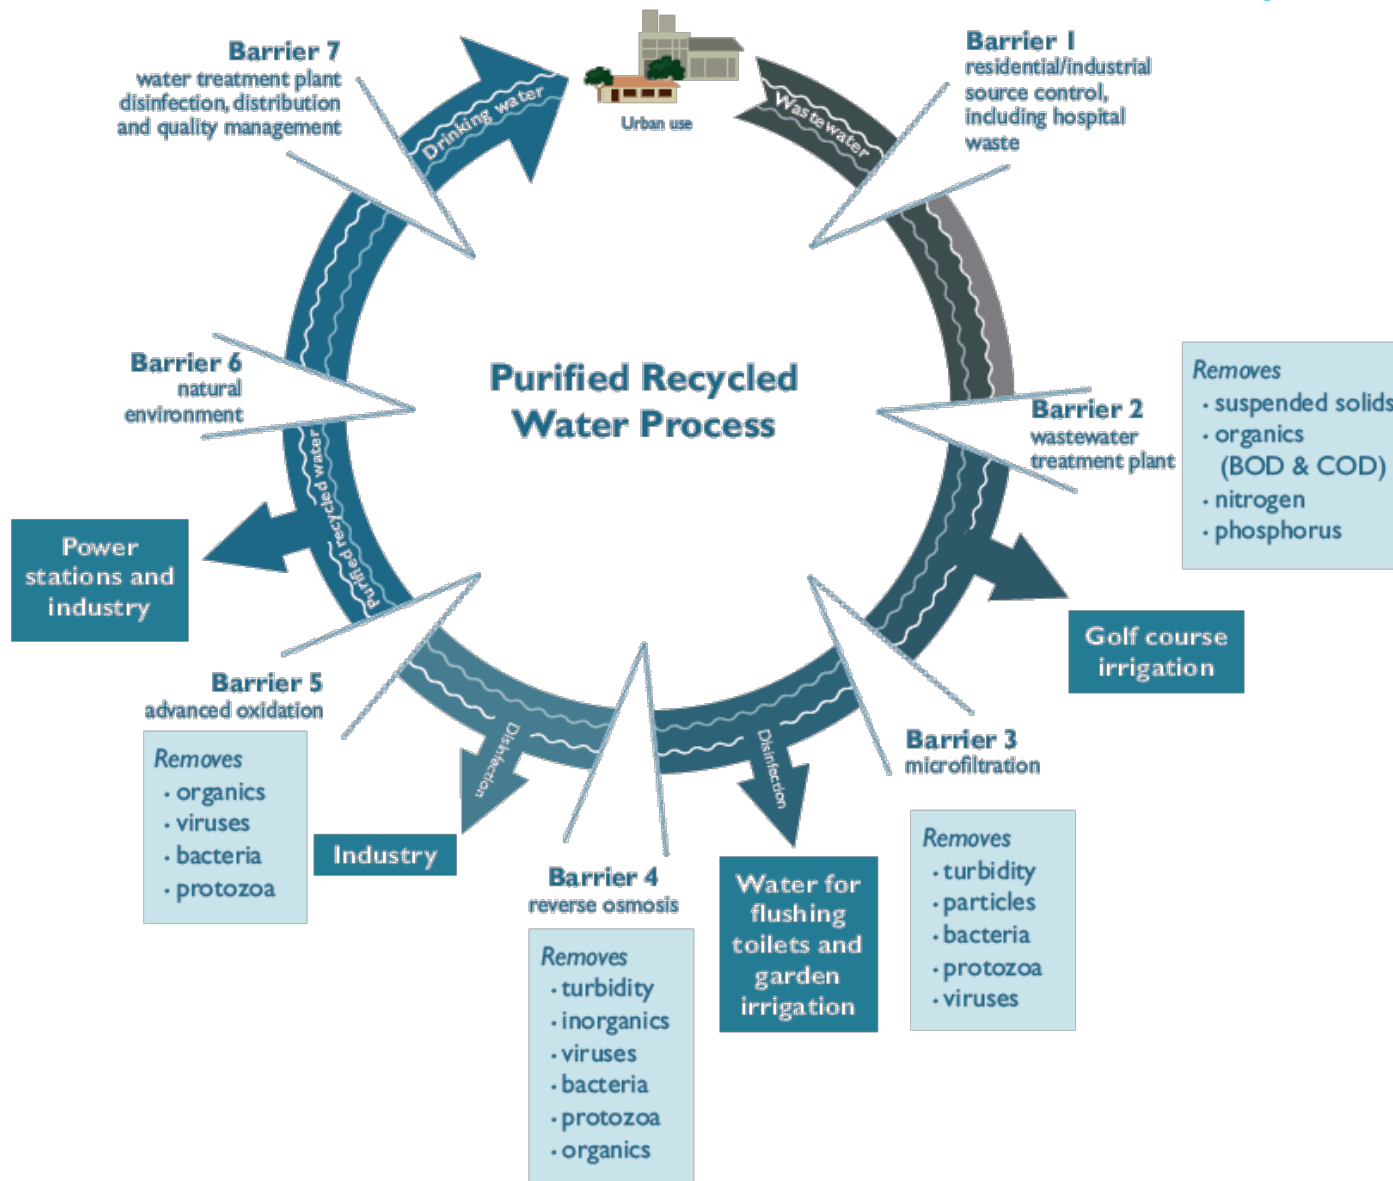 Purified Recycled
Water Process
Urban use
Wastewater
Barrier 1
residential/industrial
source control,
including hospital
waste
Barrier 2
wastewater
treatment plant
Removes
· suspended solids
· organics
(BOD & COD)
· nitrogen
· phosphorus
Golf course
irrigation
Barrier 3
microfiltration
Removes
· turbidity
· particles
· bacteria
· protozoa
· viruses
Disinfection
Water for
flushing
toilets and
garden
irrigation
Barrier 4
reverse osmosis
Removes
· turbidity
· inorganics
· viruses
· bacteria
· protozoa
· organics
Disinfection
Industry
Barrier 5
advanced oxidation
Removes
· organics
· viruses
· bacteria
· protozoa
Purified recycled water
Power
stations and
industry
Barrier 6
natural
environment
Barrier 7
water treatment plant
disinfection, distribution
and quality management
Drinking water